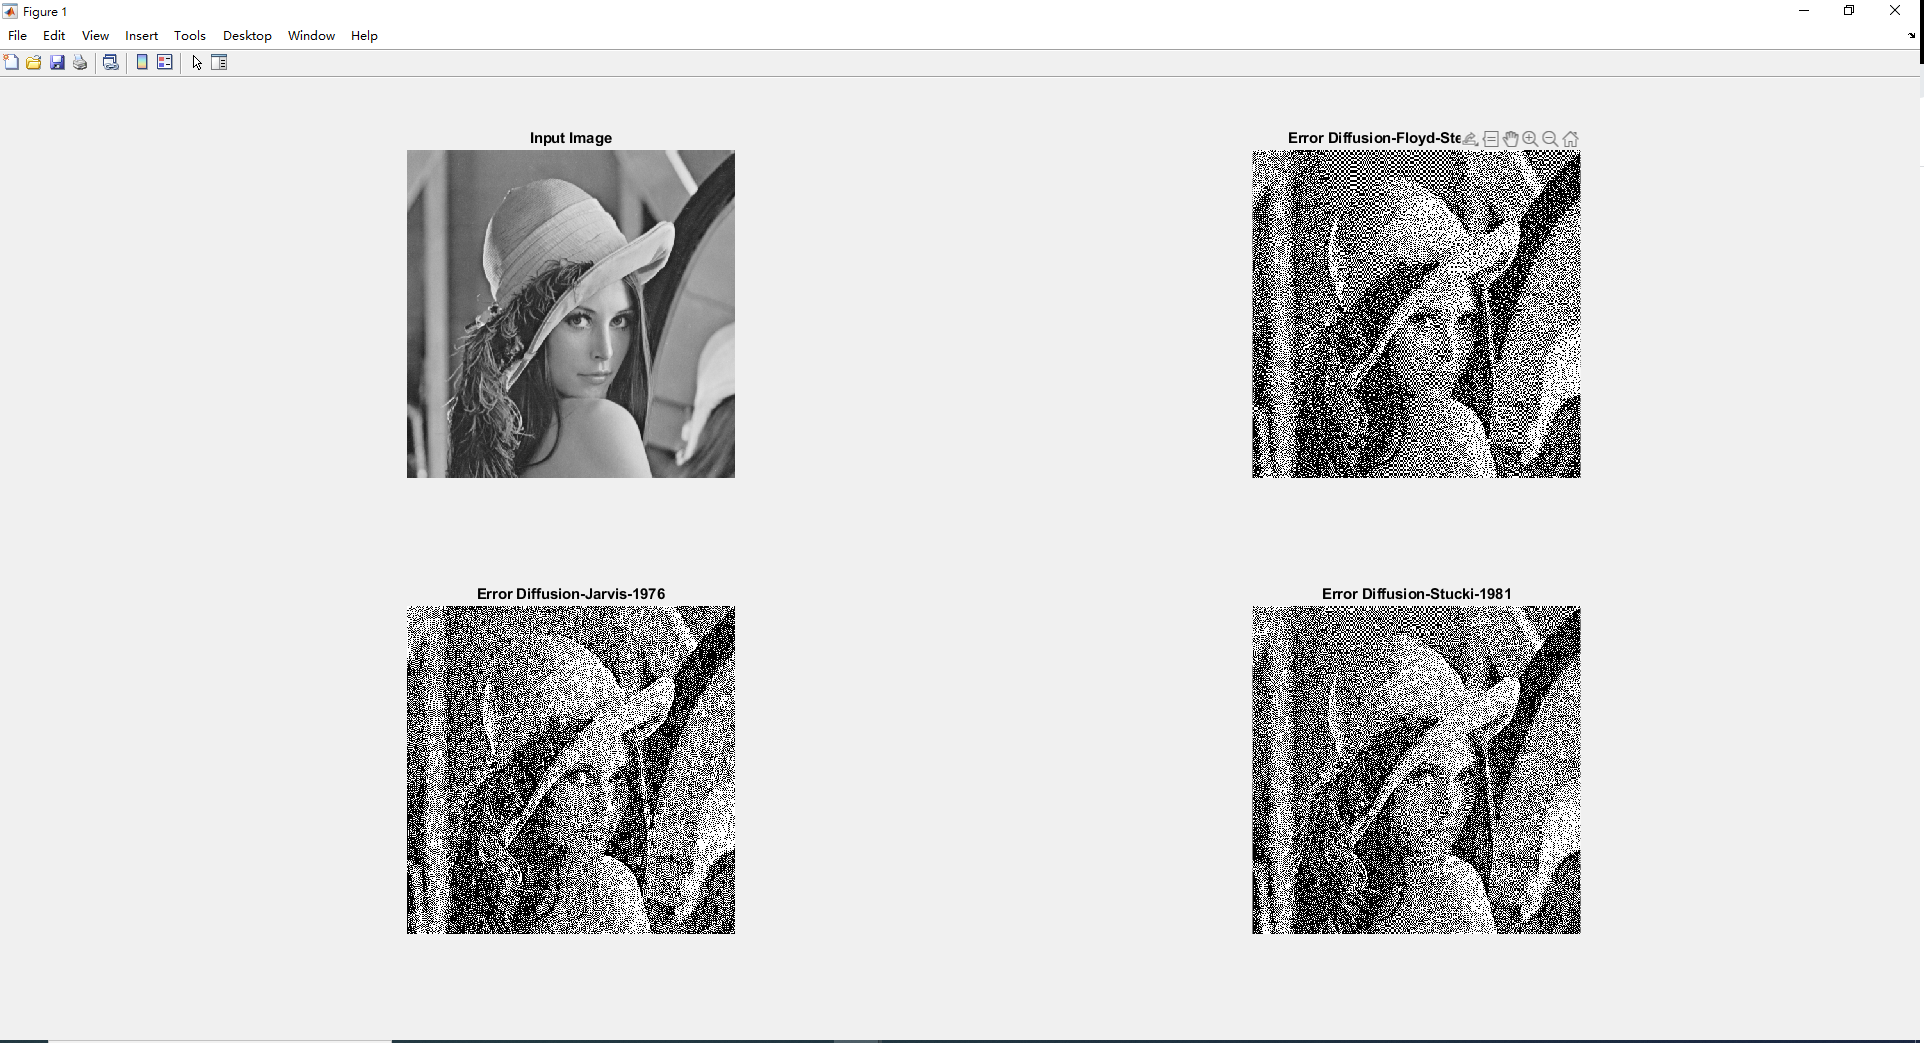 Figure 1
File Edit View Insert Tools Desktop Window Help
Input Image
Error Diffusion-Floyd-Ste
Error Diffusion-Jarvis-1976
Error Diffusion-Stucki-1981